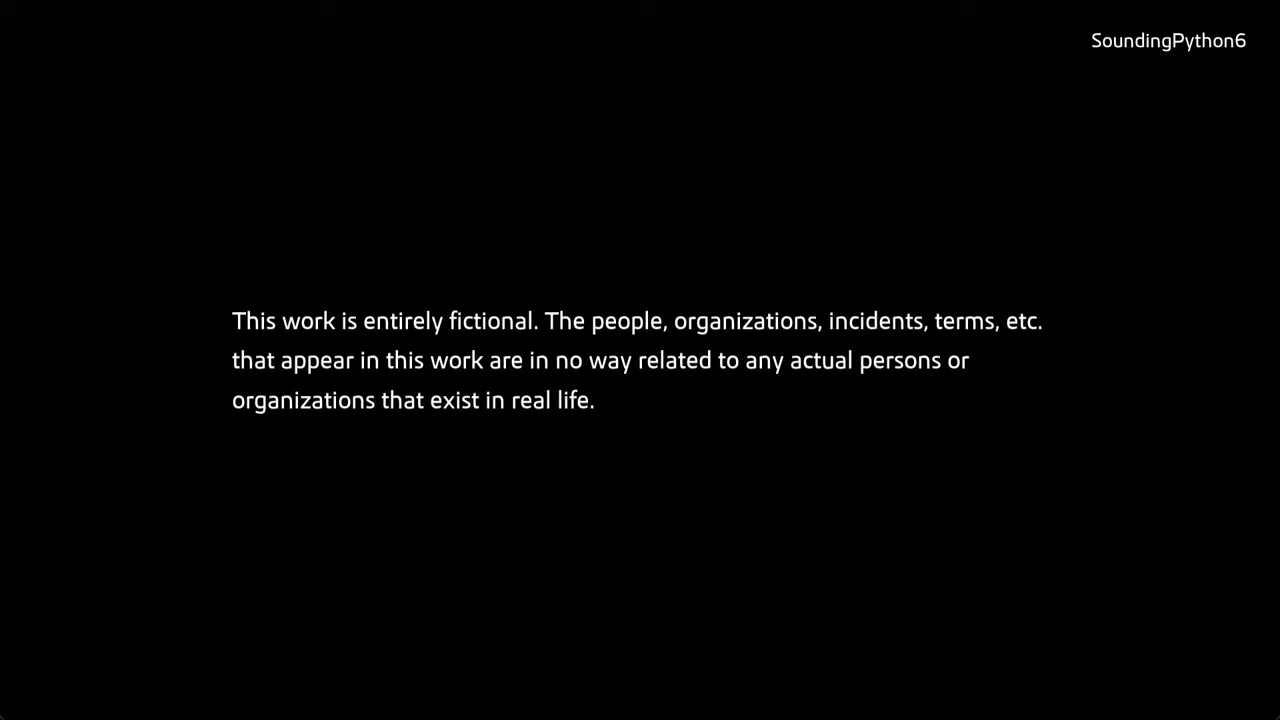 SoundingPython6
This work is entirely fictional. The people, organizations, incidents, terms, etc.
that appear in this work are in no way related to any actual persons or
organizations that exist in real life.